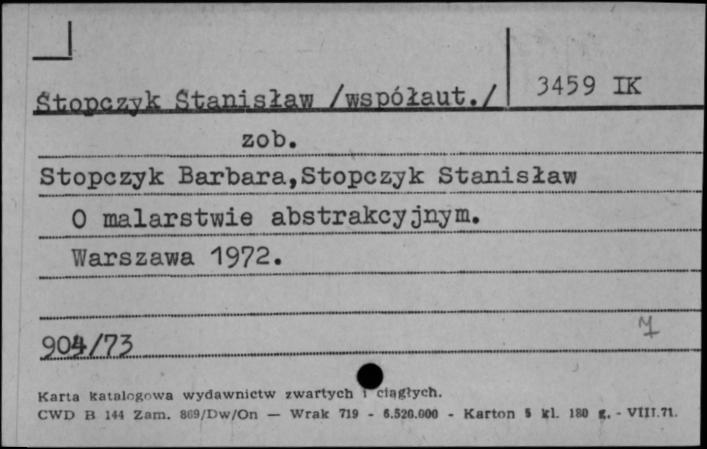 Stopczyk Stanisław /współaut./
3459 IK
zob.
Stopczyk Barbara,Stopczyk Stanisław
O malarstwie abstrakcyjnym.
Warszawa 1972.
904/73
Karta katalogowa wydawnictw zwartych i ciągłych.
CWD B 144 Zam. 869/Dw/On — Wrak 719 - 6.520.000 - Karton 5 kl. 180 g. - VIII.71.